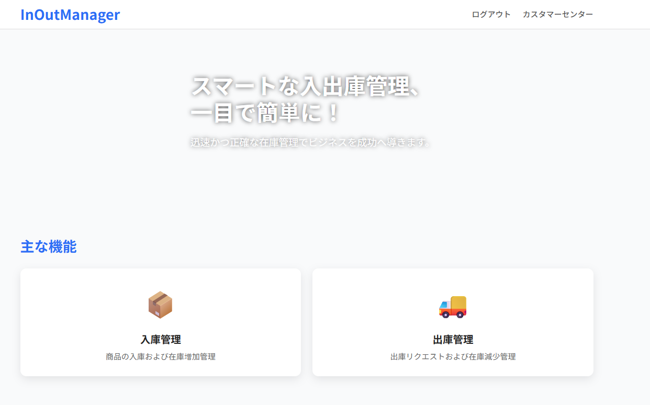 InOutManager
ログアウト カスタマーセンター
スマートな入出庫管理、
一目で簡単に！
迅速かつ正確な在庫管理でビジネスを成功へ導きます。
主な機能
入庫管理
商品の入庫および在庫増加管理
出庫管理
出庫リクエストおよび在庫減少管理